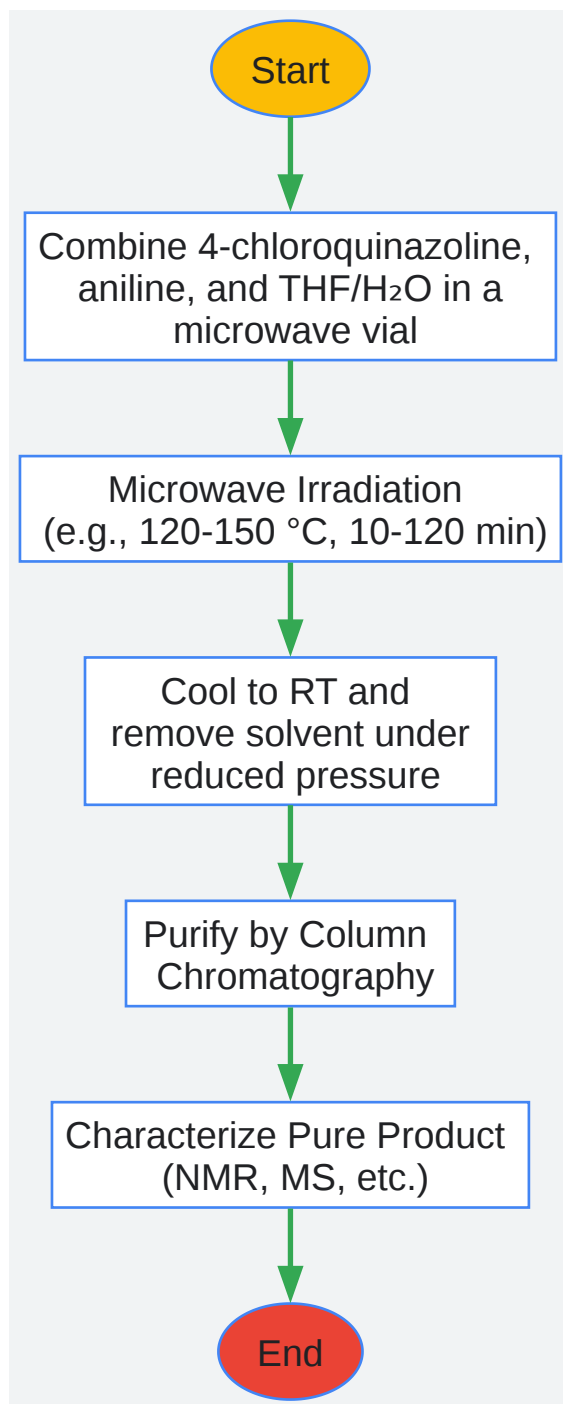 Start
Combine 4-chloroquinazoline,
aniline, and THF/H₂O in a
microwave vial
Microwave Irradiation
(e.g., 120-150 °C, 10-120 min)
Cool to RT and
remove solvent under
reduced pressure
Purify by Column
Chromatography
Characterize Pure Product
(NMR, MS, etc.)
End